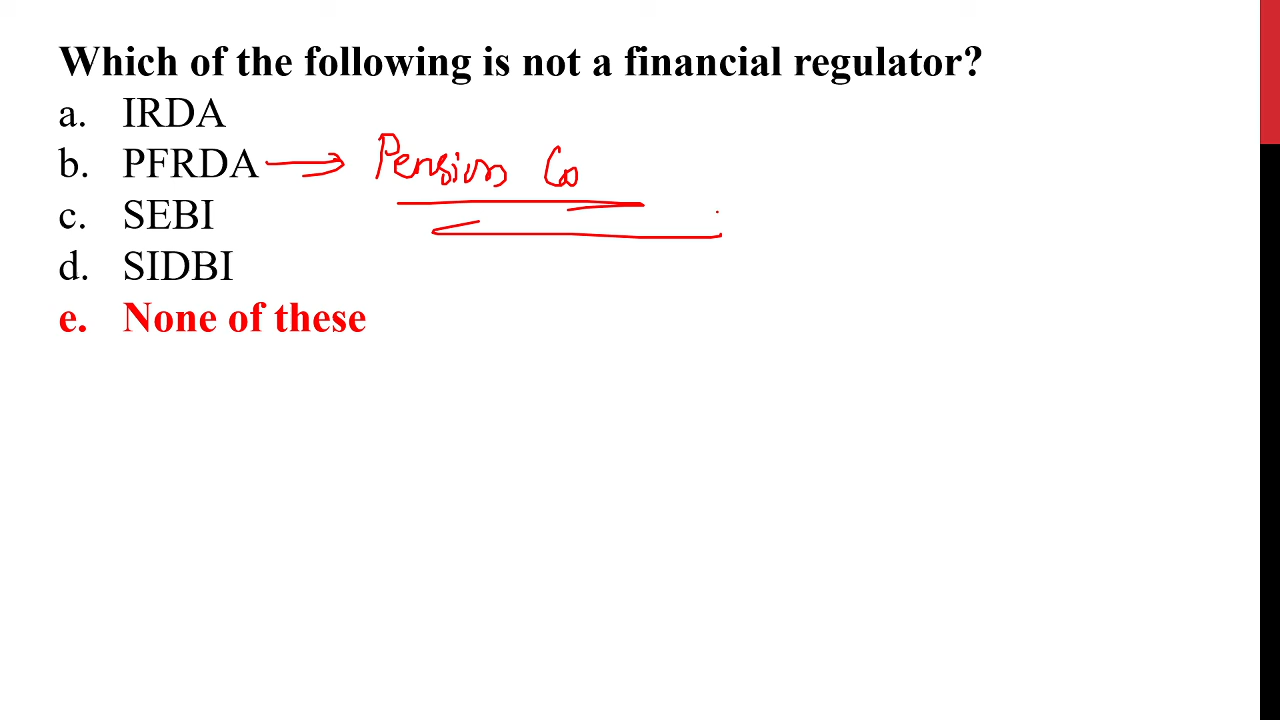 Which of the following is not a financial regulator?
a. IRDA
b. PFRDA Pension Co
c. SEBI
d. SIDBI
e. None of these